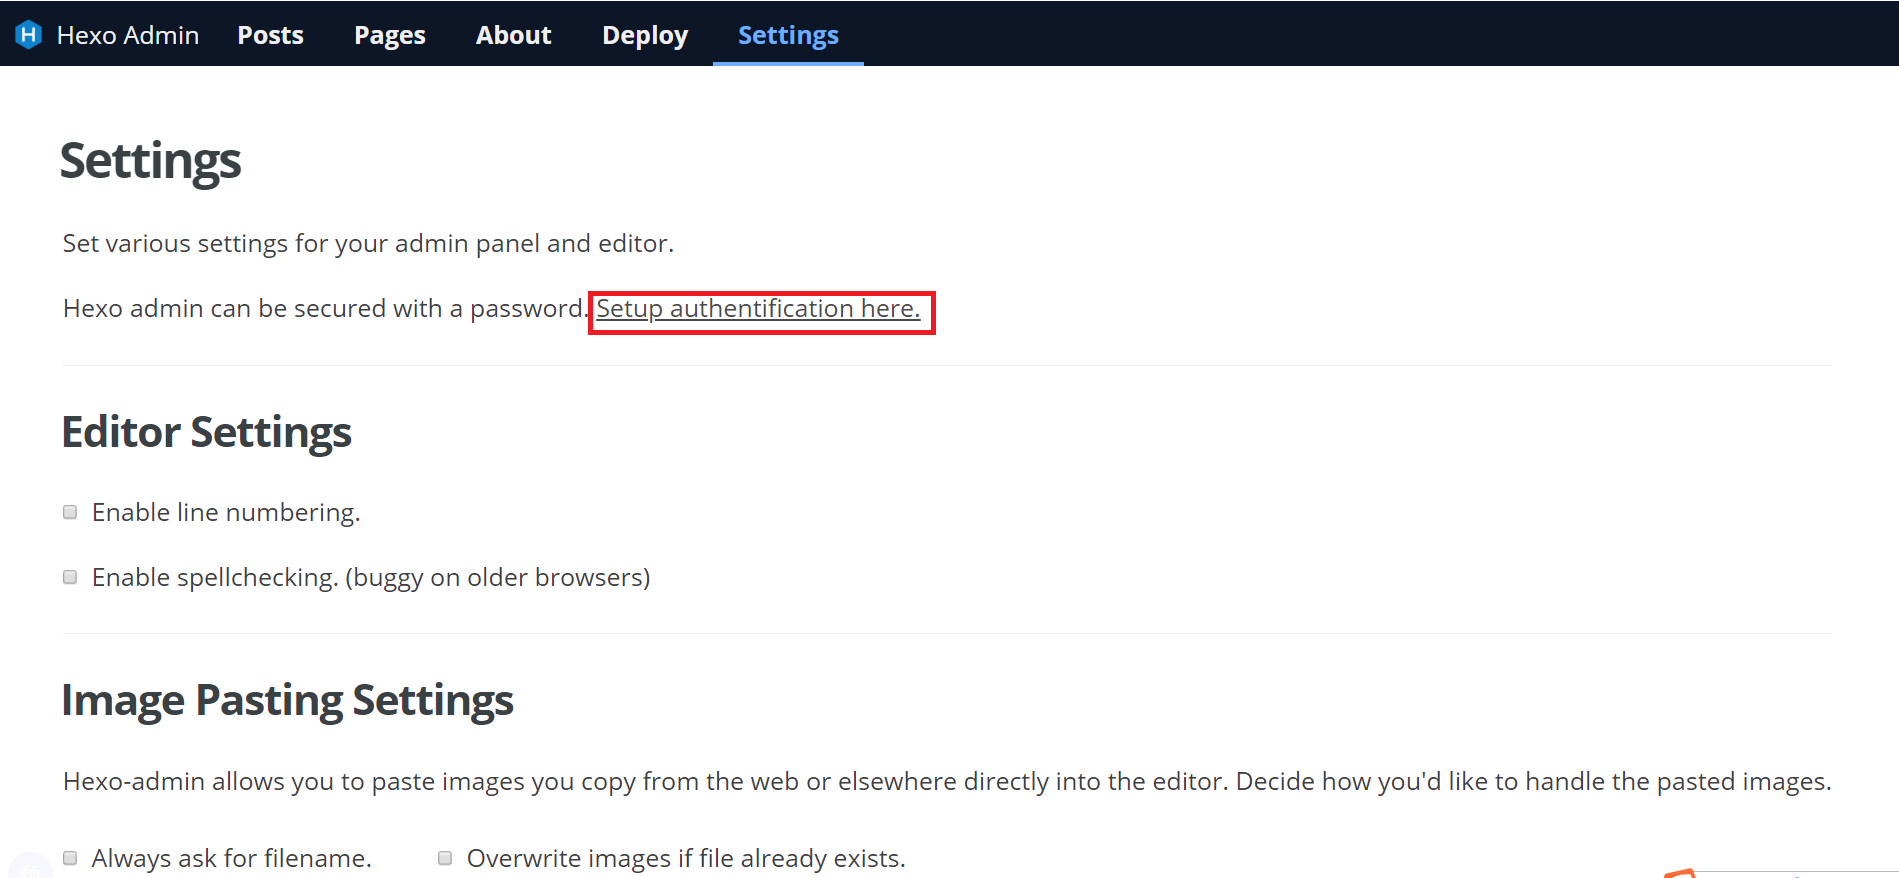 Hexo Admin Posts Pages About Deploy Settings
Settings
Set various settings for your admin panel and editor.
Hexo admin can be secured with a password. Setup authentification here.
Editor Settings
Enable line numbering.
Enable spellchecking. (buggy on older browsers)
Image Pasting Settings
Hexo-admin allows you to paste images you copy from the web or elsewhere directly into the editor. Decide how you'd like to handle the pasted images.
Always ask for filename. Overwrite images if file already exists.